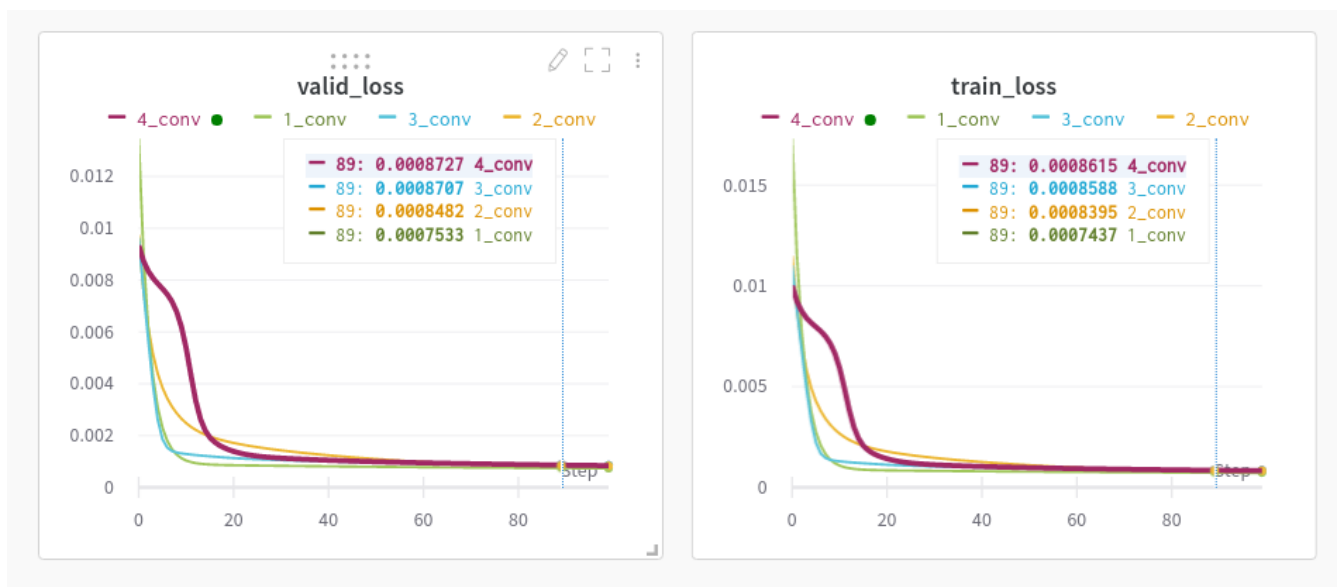 valid_loss
4_conv 1_conv 3_conv 2_conv
89: 0.0008727 4_conv
89: 0.0008707 3_conv
89: 0.0008482 2_conv
89: 0.0007533 1_conv
0.012
0.01
0.008
0.006
0.004
0.002
0
Step
0 20 40 60 80
train_loss
4_conv 1_conv 3_conv 2_conv
89: 0.0008615 4_conv
89: 0.0008588 3_conv
89: 0.0008395 2_conv
89: 0.0007437 1_conv
0.015
0.01
0.005
0
Step
0 20 40 60 80